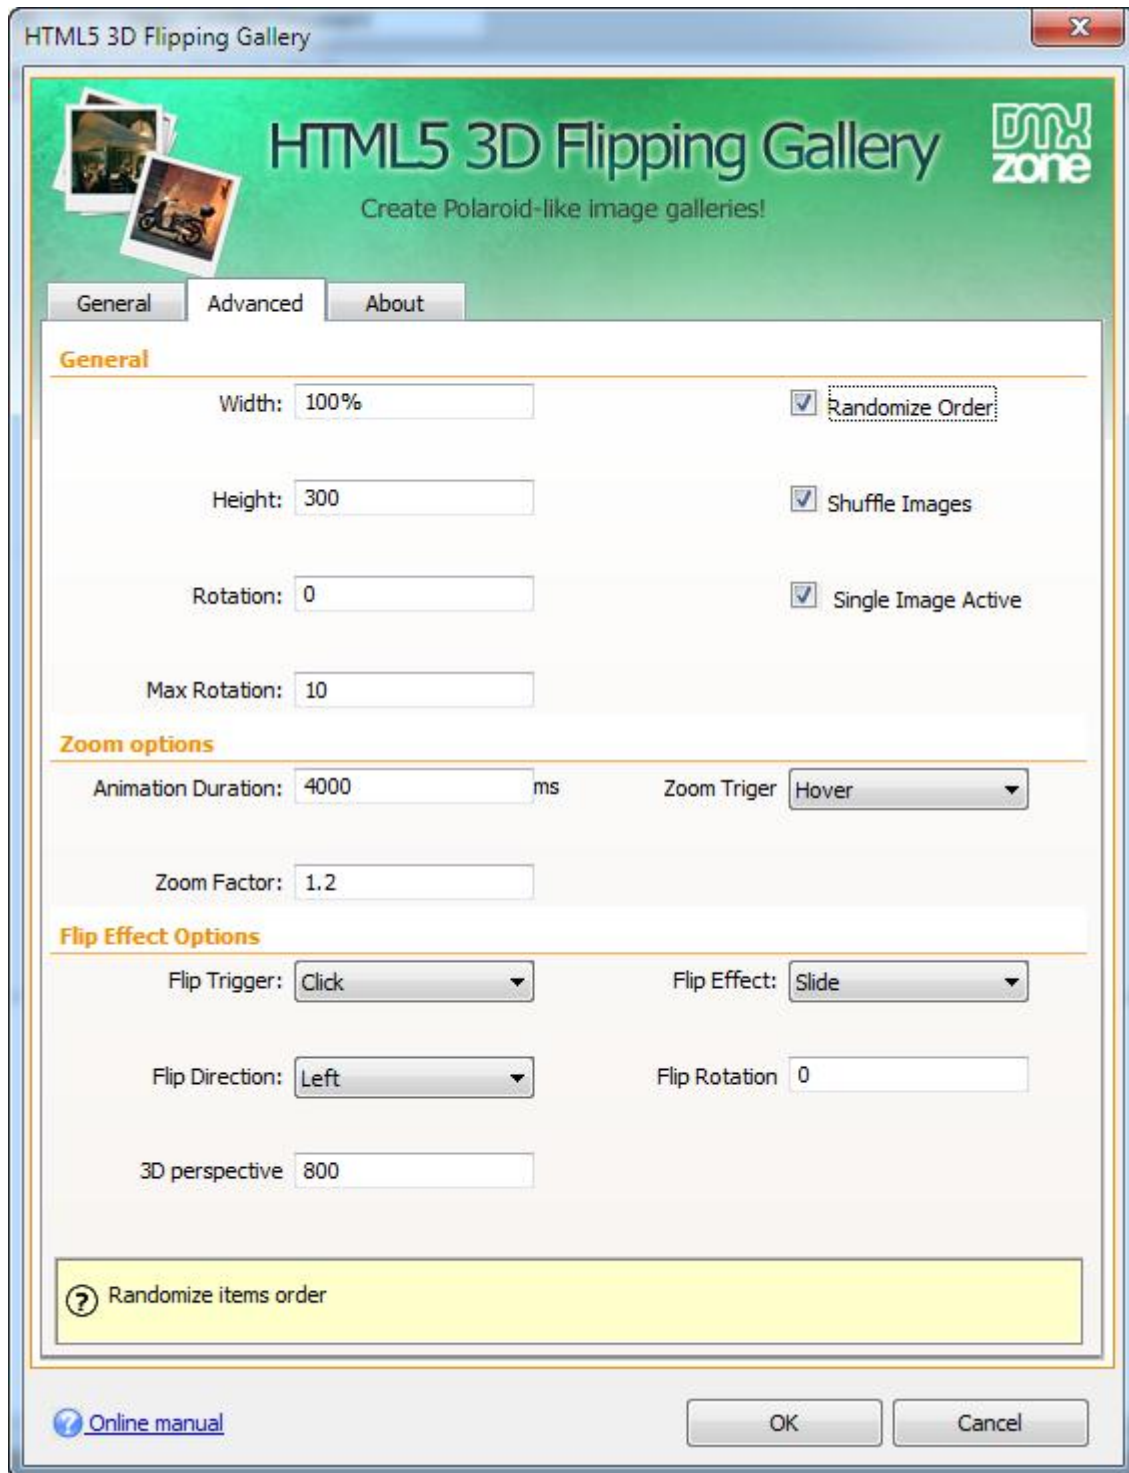 HTML5 3D Flipping Gallery
HTML5 3D Flipping Gallery
DMX
zone
Create Polaroid-like image galleries!
General Advanced About
General
Width: 100% Randomize Order
Height: 300 Shuffle Images
Rotation: 0 Single Image Active
Max Rotation: 10
Zoom options
Animation Duration: 4000 ms Zoom Triger Hover
Zoom Factor: 1.2
Flip Effect Options
Flip Trigger: Click Flip Effect: Slide
Flip Direction: Left Flip Rotation 0
3D perspective 800
? Randomize items order
? Online manual OK Cancel